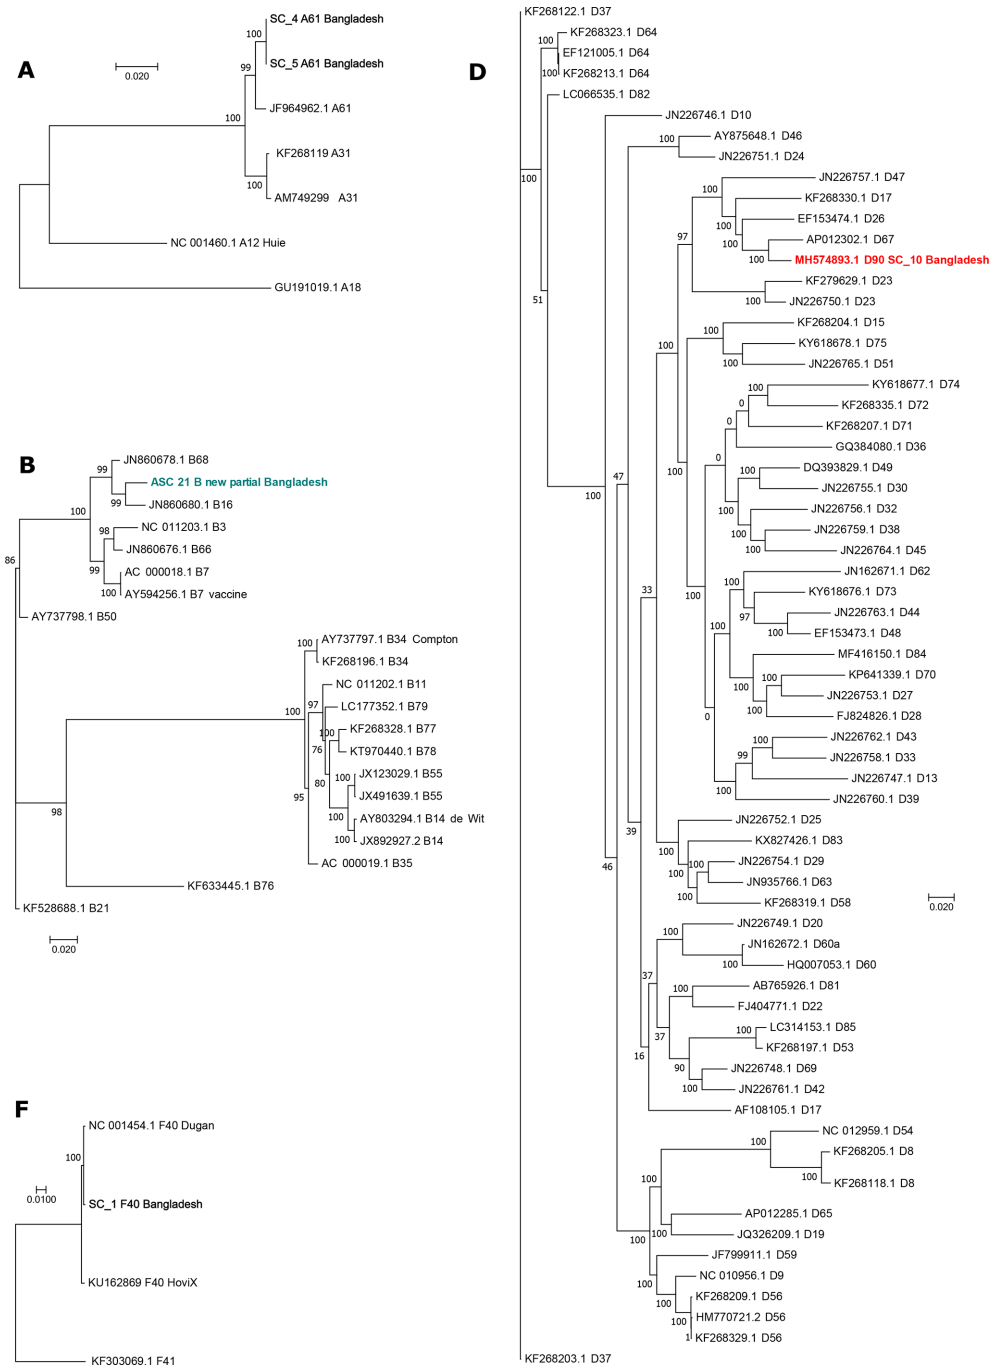 A
SC_4 A61 Bangladesh
100
SC_5 A61 Bangladesh
0.020
99
JF964962.1 A61
100
KF268119 A31
100
AM749299 A31
NC 001460.1 A12 Huie
GU191019.1 A18
B
JN860678.1 B68
99
ASC 21 B new partial Bangladesh
99
JN860680.1 B16
100
NC 011203.1 B3
98
JN860676.1 B66
99
AC 000018.1 B7
100
AY594256.1 B7 vaccine
86
AY737798.1 B50
AY737797.1 B34 Compton
100
KF268196.1 B34
NC 011202.1 B11
97
LC177352.1 B79
100
KF268328.1 B77
100
76
KT970440.1 B78
JX123029.1 B55
100
80
JX491639.1 B55
95
100
AY803294.1 B14 de Wit
100
JX892927.2 B14
98
AC 000019.1 B35
KF633445.1 B76
KF528688.1 B21
0.020
F
NC 001454.1 F40 Dugan
100
0.0100
SC_1 F40 Bangladesh
KU162869 F40 HoviX
KF303069.1 F41
D
KF268122.1 D37
KF268323.1 D64
100
EF121005.1 D64
100
KF268213.1 D64
LC066535.1 D82
JN226746.1 D10
AY875648.1 D46
100
JN226751.1 D24
100
JN226757.1 D47
100
KF268330.1 D17
100
EF153474.1 D26
97
AP012302.1 D67
100
100
MH574893.1 D90 SC_10 Bangladesh
KF279629.1 D23
51
100
JN226750.1 D23
KF268204.1 D15
100
KY618678.1 D75
100
100
JN226765.1 D51
KY618677.1 D74
100
KF268335.1 D72
0
KF268207.1 D71
0
GQ384080.1 D36
0
DQ393829.1 D49
100
100
47
JN226755.1 D30
100
100
JN226756.1 D32
JN226759.1 D38
100
JN226764.1 D45
100
JN162671.1 D62
100
33
100
KY618676.1 D73
97
JN226763.1 D44
100
100
EF153473.1 D48
MF416150.1 D84
KP641339.1 D70
100
100
JN226753.1 D27
0
100
FJ824826.1 D28
JN226762.1 D43
100
99
JN226758.1 D33
JN226747.1 D13
100
JN226760.1 D39
39
JN226752.1 D25
KX827426.1 D83
100
46
JN226754.1 D29
100
100
JN935766.1 D63
100
KF268319.1 D58
0.020
JN226749.1 D20
100
JN162672.1 D60a
100
HQ007053.1 D60
37
AB765926.1 D81
100
FJ404771.1 D22
LC314153.1 D85
100
37
KF268197.1 D53
16
90
JN226748.1 D69
100
JN226761.1 D42
AF108105.1 D17
NC 012959.1 D54
100
KF268205.1 D8
100
KF268118.1 D8
100
AP012285.1 D65
100
100
JQ326209.1 D19
JF799911.1 D59
NC 010956.1 D9
100
KF268209.1 D56
100
HM770721.2 D56
1
KF268329.1 D56
KF268203.1 D37